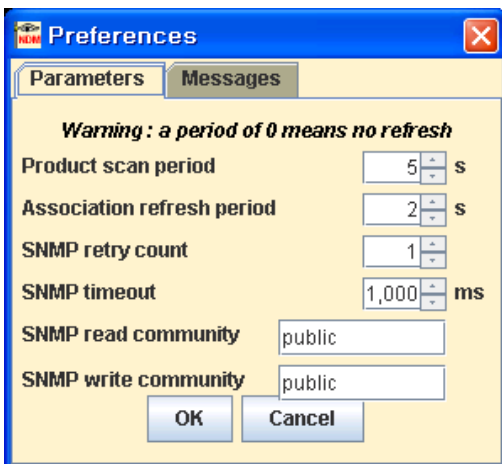 NDM Preferences
Parameters Messages
Warning : a period of 0 means no refresh
Product scan period 5 s
Association refresh period 2 s
SNMP retry count 1
SNMP timeout 1,000 ms
SNMP read community public
SNMP write community public
OK Cancel